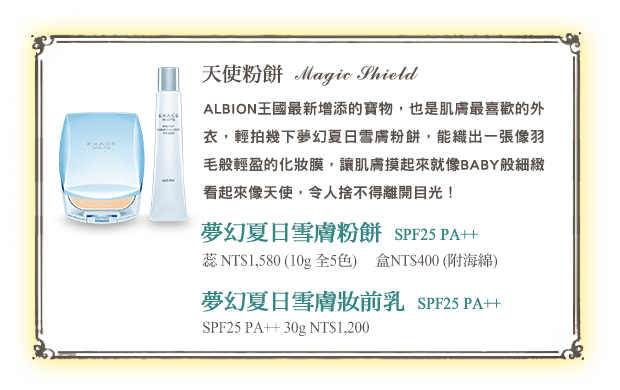 天使粉餅 Magic Shield
ALBION王國最新增添的寶物，也是肌膚最喜歡的外
衣，輕拍幾下夢幻夏日雪膚粉餅，能織出一張像羽
毛般輕盈的化妝膜，讓肌膚摸起來就像BABY般細緻
看起來像天使，令人捨不得離開目光！
夢幻夏日雪膚粉餅 SPF25 PA++
蕊 NT$1,580 (10g 全5色) 盒NT$400 (附海綿)
夢幻夏日雪膚妝前乳 SPF25 PA++
SPF25 PA++ 30g NT$1,200
EXAGE
WHITE
EXAGE
WHITE
ALBION